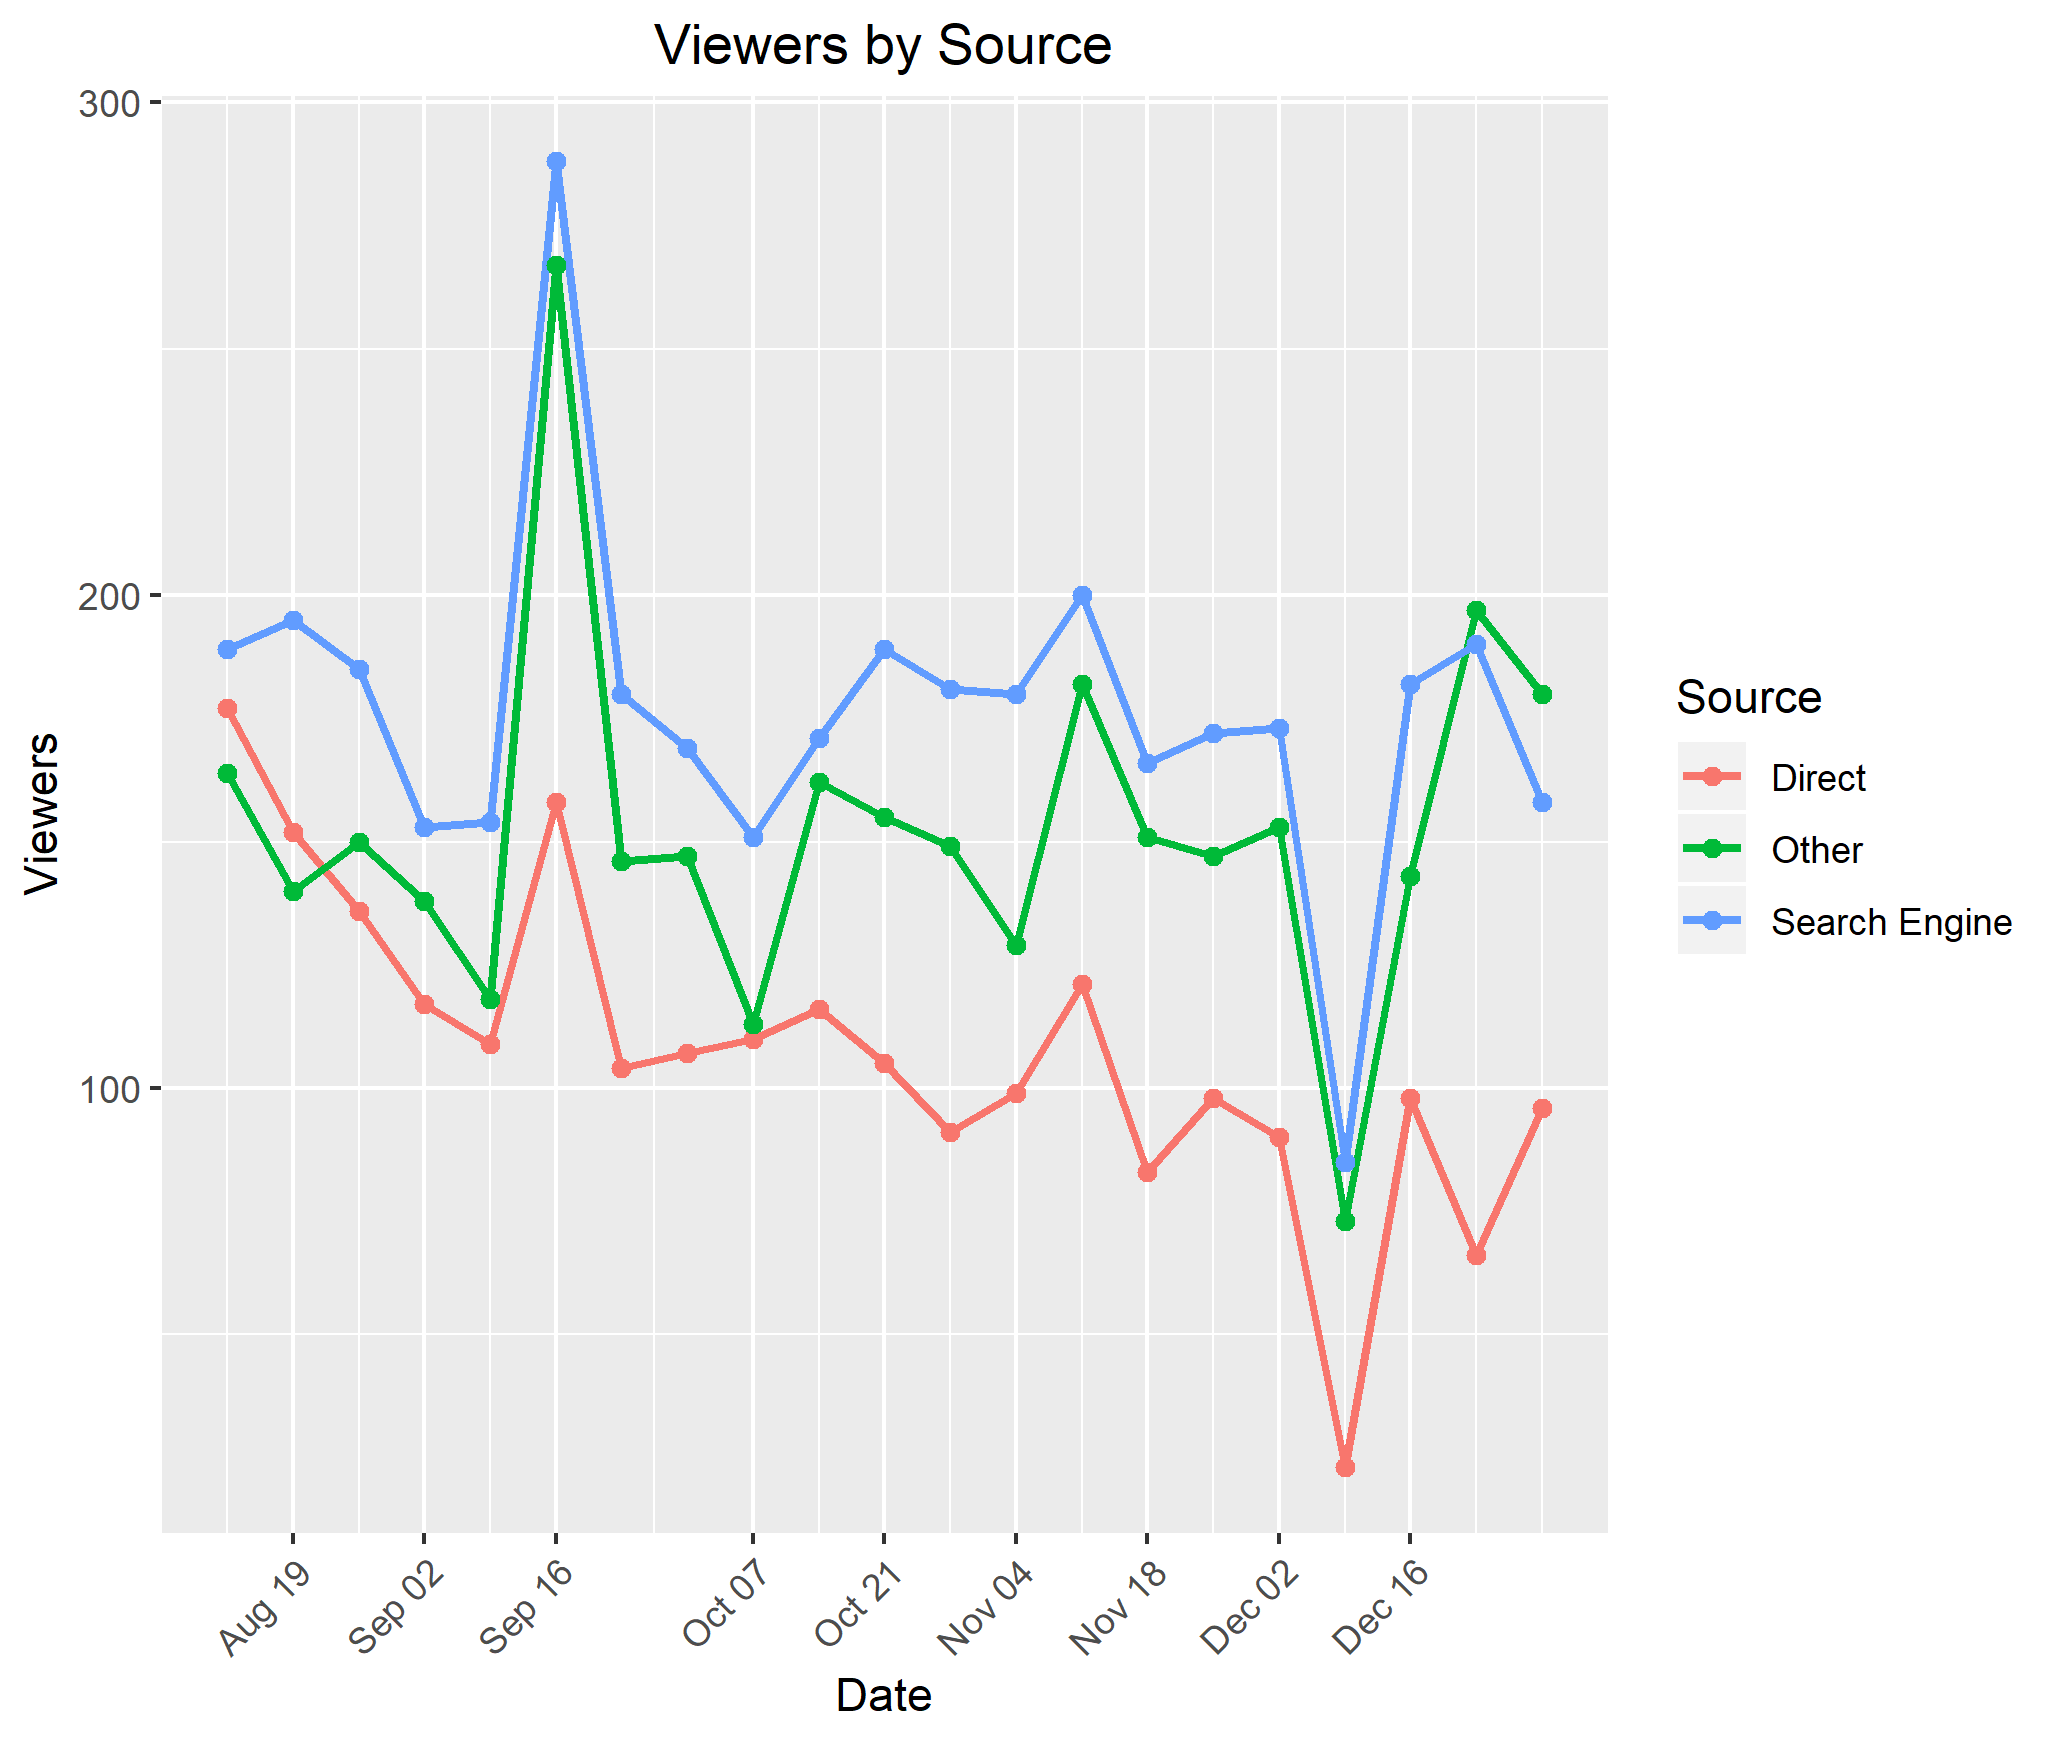 Viewers by Source
300
200
100
Viewers
Aug 19
Sep 02
Sep 16
Oct 07
Oct 21
Nov 04
Nov 18
Dec 02
Dec 16
Date
Source
Direct
Other
Search Engine